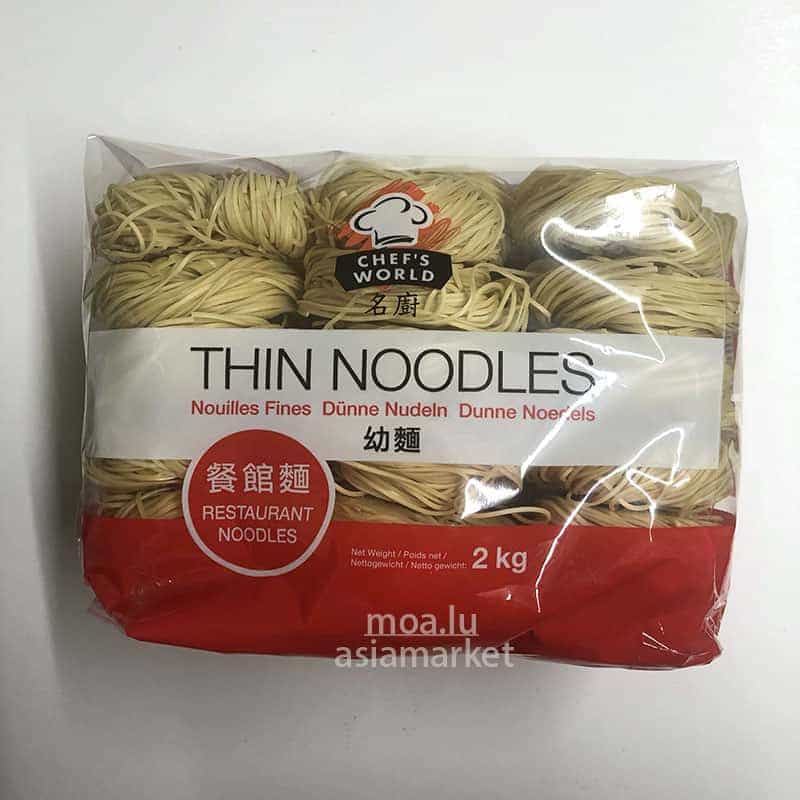 CHEF'S
WORLD
名廚
THIN NOODLES
Nouilles Fines Dünne Nudeln Dunne Noedels
幼麵
餐館麵
RESTAURANT
NOODLES
Net Weight / Poids net /
Nettogewicht / Netto gewicht: 2 kg
moa.lu
asiamarket